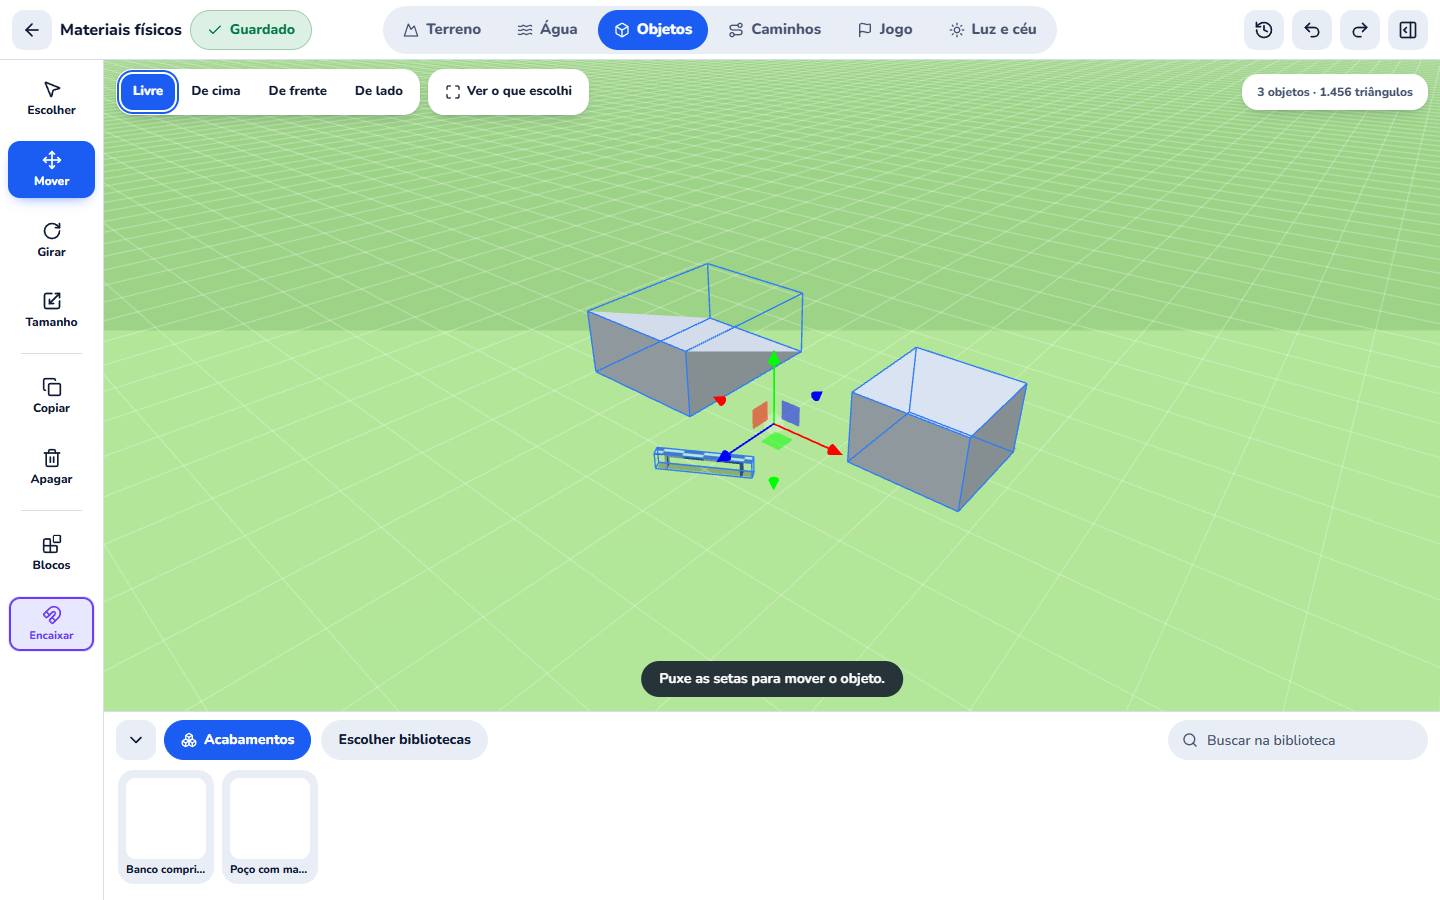 Materiais físicos
Guardado
Terreno
Água
Objetos
Caminhos
Jogo
Luz e céu
Escolher
Mover
Girar
Tamanho
Copiar
Apagar
Blocos
Encaixar
Livre
De cima
De frente
De lado
Ver o que escolhi
3 objetos · 1.456 triângulos
Puxe as setas para mover o objeto.
Acabamentos
Escolher bibliotecas
Buscar na biblioteca
Banco compri...
Poço com ma...